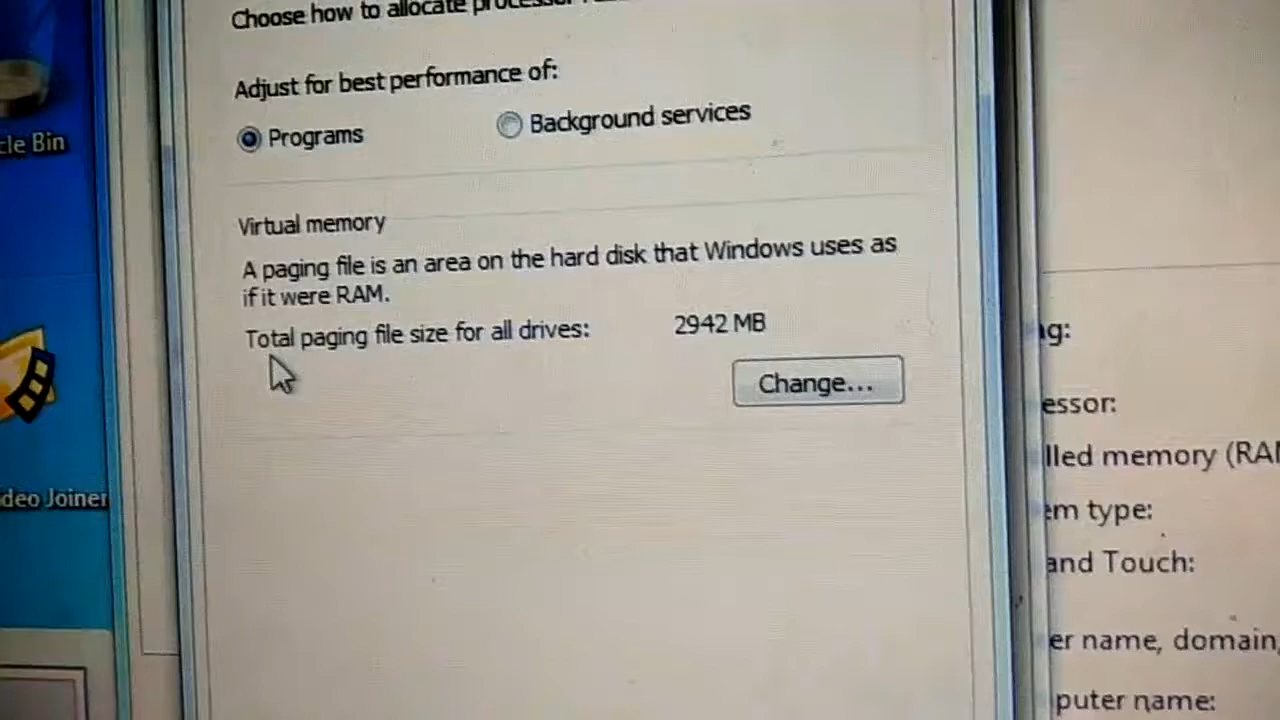 Choose how to allocate
Adjust for best performance of:
Programs
Background services
Virtual memory
A paging file is an area on the hard disk that Windows uses as
if it were RAM.
Total paging file size for all drives: 2942 MB
Change...
cle Bin
deo Joiner
g:
essor:
lled memory (RA
em type:
and Touch:
er name, domain,
puter name: